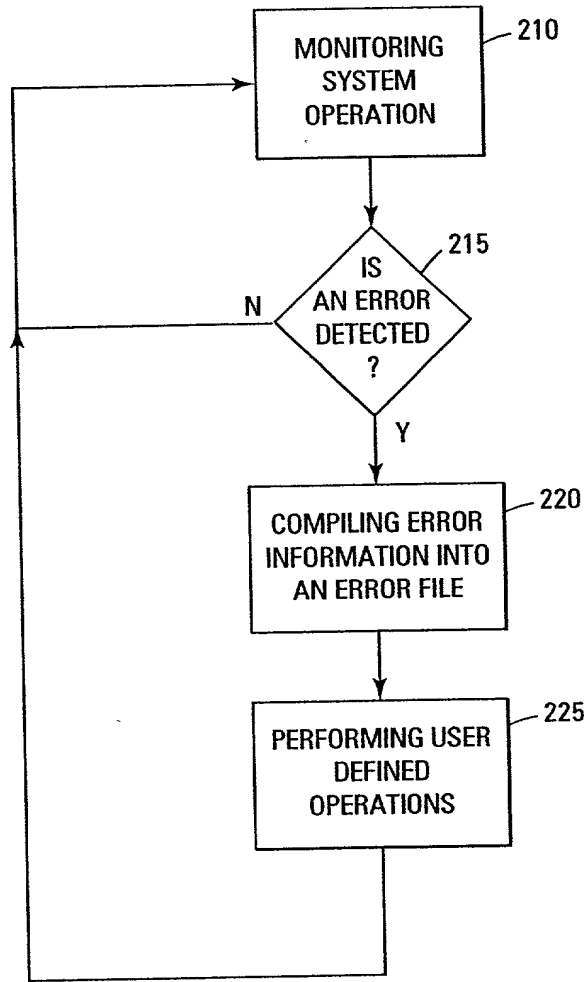 MONITORING
SYSTEM
OPERATION
210
IS
AN ERROR
DETECTED
?
215
N
Y
COMPILING ERROR
INFORMATION INTO
AN ERROR FILE
220
PERFORMING USER
DEFINED
OPERATIONS
225